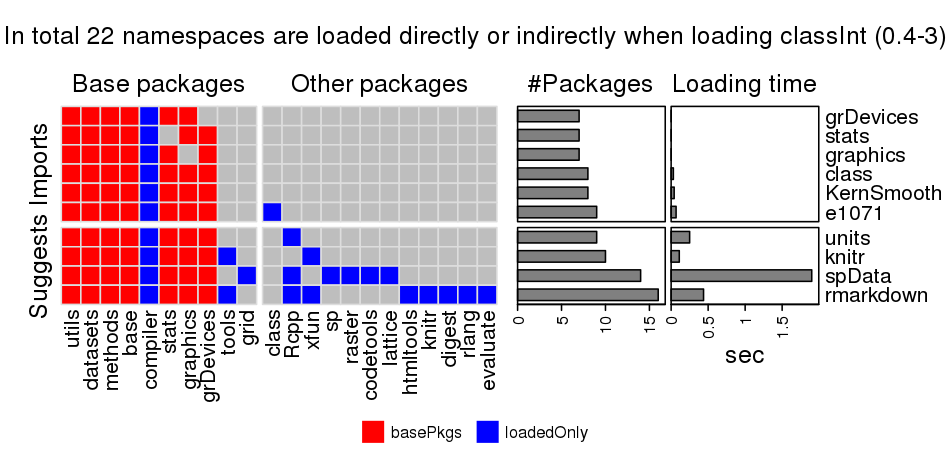 In total 22 namespaces are loaded directly or indirectly when loading classInt (0.4-3)
Base packages
Other packages
#Packages
Loading time
Imports
Suggests
grDevices
stats
graphics
class
KernSmooth
e1071
units
knitr
spData
rmarkdown
utils
datasets
methods
base
compiler
stats
graphics
grDevices
tools
grid
class
Rcpp
xfun
sp
raster
codetools
lattice
htmltools
knitr
digest
rlang
evaluate
0
5
10
15
0
0.5
1
1.5
sec
basePkgs
loadedOnly